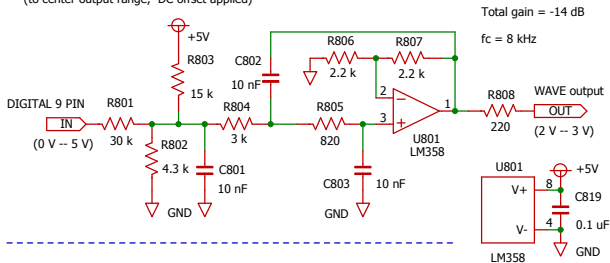 (to center output range, DC offset applied)
Total gain = -14 dB
fc = 8 kHz
+5V
R803
15 k
C802
10 nF
R806
2.2 k
R807
2.2 k
DIGITAL 9 PIN
IN
(0 V -- 5 V)
R801
30 k
R802
4.3 k
C801
10 nF
GND
R804
3 k
R805
820
C803
10 nF
GND
2
3
1
U801
LM358
R808
220
WAVE output
OUT
(2 V -- 3 V)
U801
V+
V-
8
4
LM358
+5V
C819
0.1 uF
GND